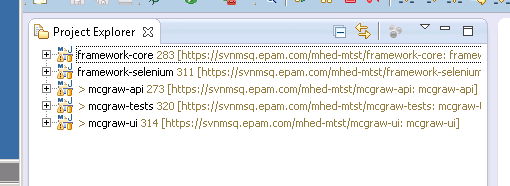 Project Explorer
framework-core 283 [https://svnmsq.epam.com/mhed-mtst/framework-core: framew
framework-selenium 311 [https://svnmsq.epam.com/mhed-mtst/framework-selenium
> mcgraw-api 273 [https://svnmsq.epam.com/mhed-mtst/mcgraw-api: mcgraw-api]
> mcgraw-tests 320 [https://svnmsq.epam.com/mhed-mtst/mcgraw-tests: mcgraw-t
> mcgraw-ui 314 [https://svnmsq.epam.com/mhed-mtst/mcgraw-ui: mcgraw-ui]